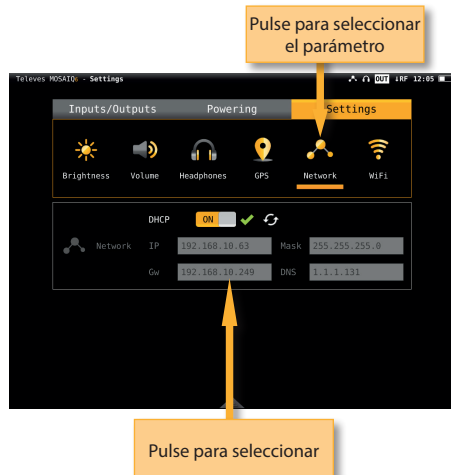 Pulse para seleccionar
el parámetro
Televes MOSAIQ6 - Settings OUT ↓RF 12:05
Inputs/Outputs Powering Settings
Brightness Volume Headphones GPS Network WiFi
DHCP ON
Network IP 192.168.10.63 Mask 255.255.255.0
Gw 192.168.10.249 DNS 1.1.1.131
Pulse para seleccionar